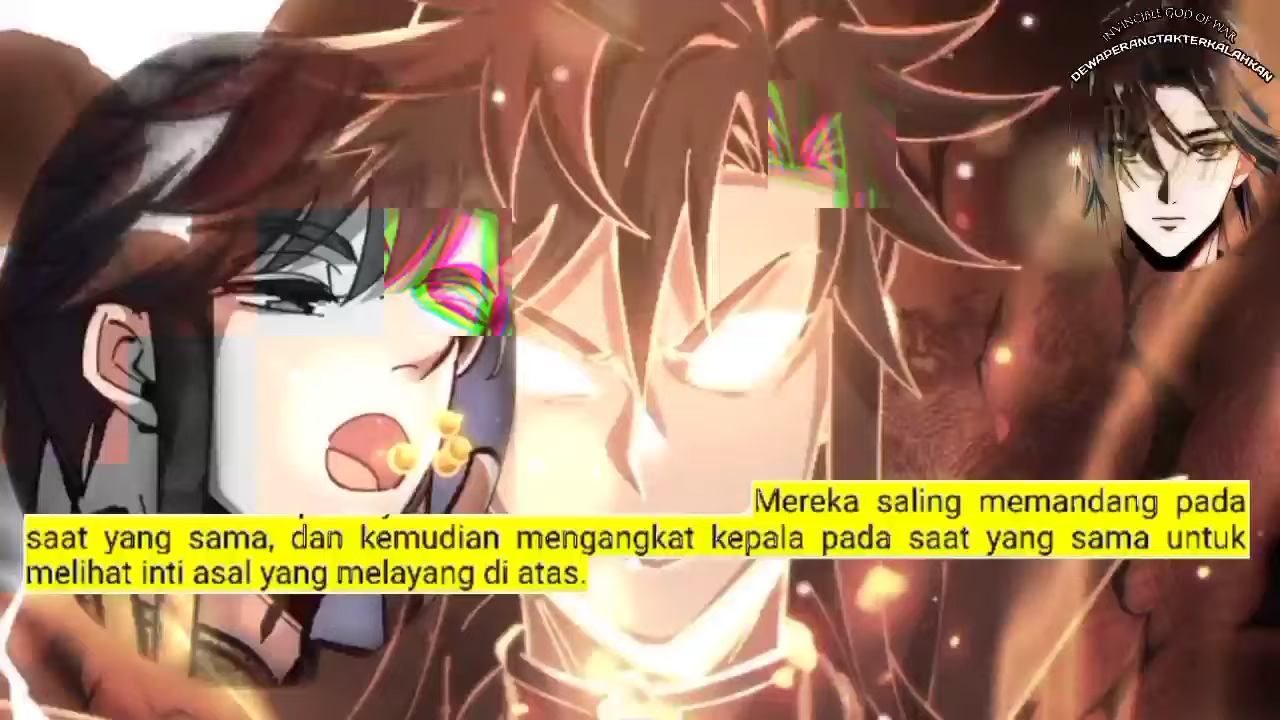 INVINCIBLE GOD OF WAR
DEWAPERANGTAKTERKALAHKAN
Mereka saling memandang pada
saat yang sama, dan kemudian mengangkat kepala pada saat yang sama untuk
melihat inti asal yang melayang di atas.